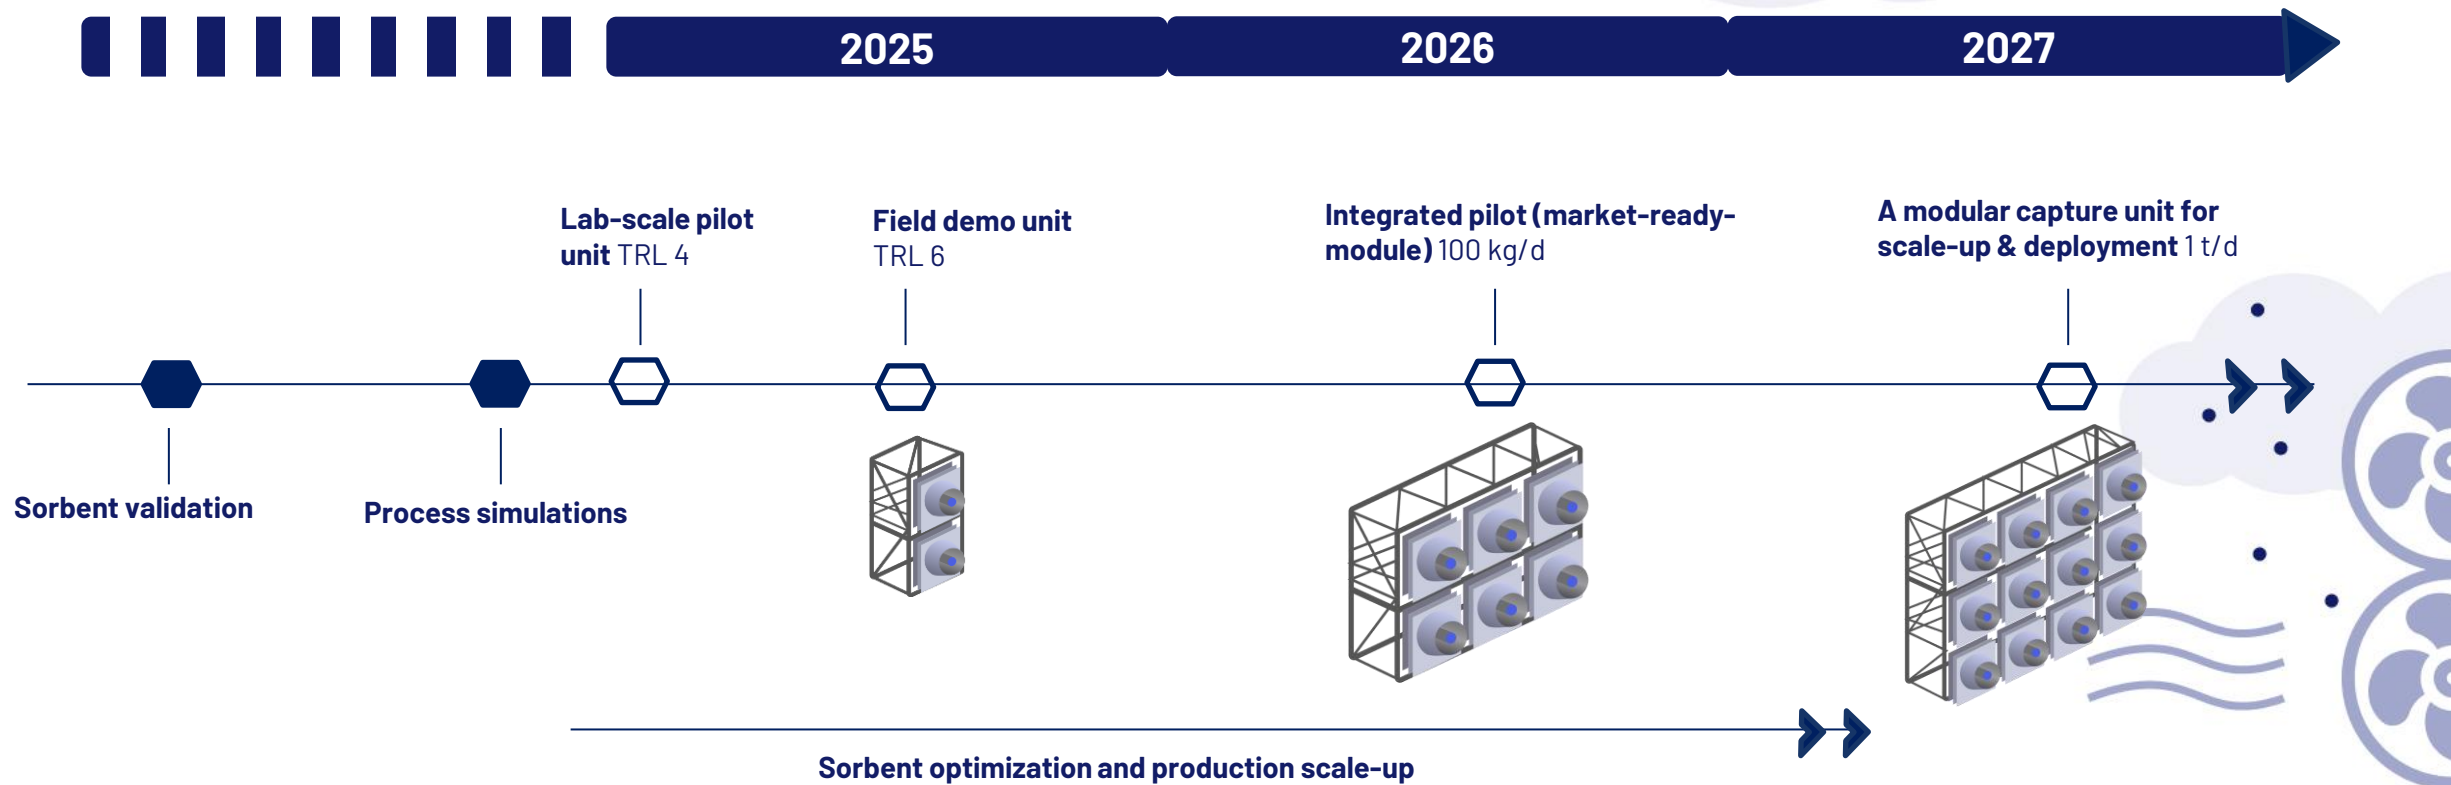 2025
2026
2027
Lab-scale pilot
unit TRL 4
Field demo unit
TRL 6
Integrated pilot (market-ready-
module) 100 kg/d
A modular capture unit for
scale-up & deployment 1 t/d
Sorbent validation
Process simulations
Sorbent optimization and production scale-up